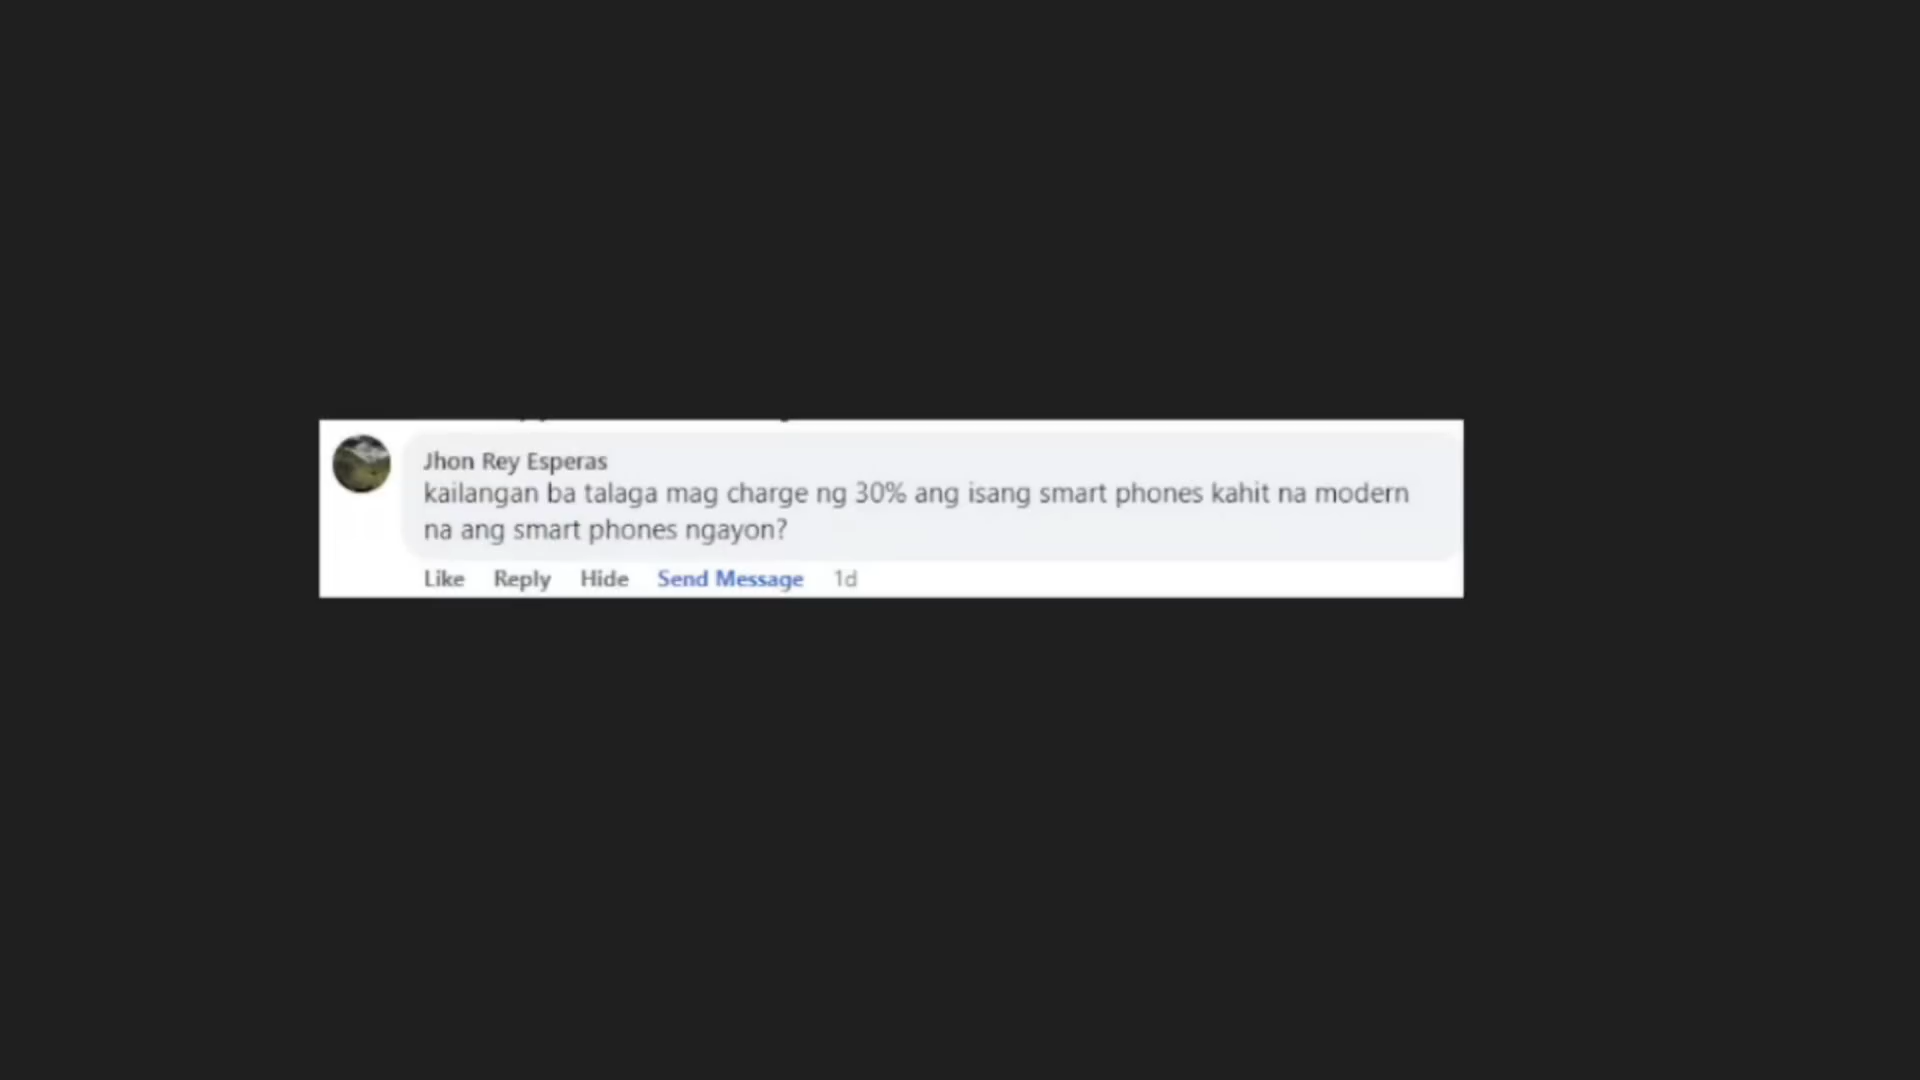 Jhon Rey Esperas
kailangan ba talaga mag charge ng 30% ang isang smart phones kahit na modern
na ang smart phones ngayon?
Like Reply Hide Send Message 1d